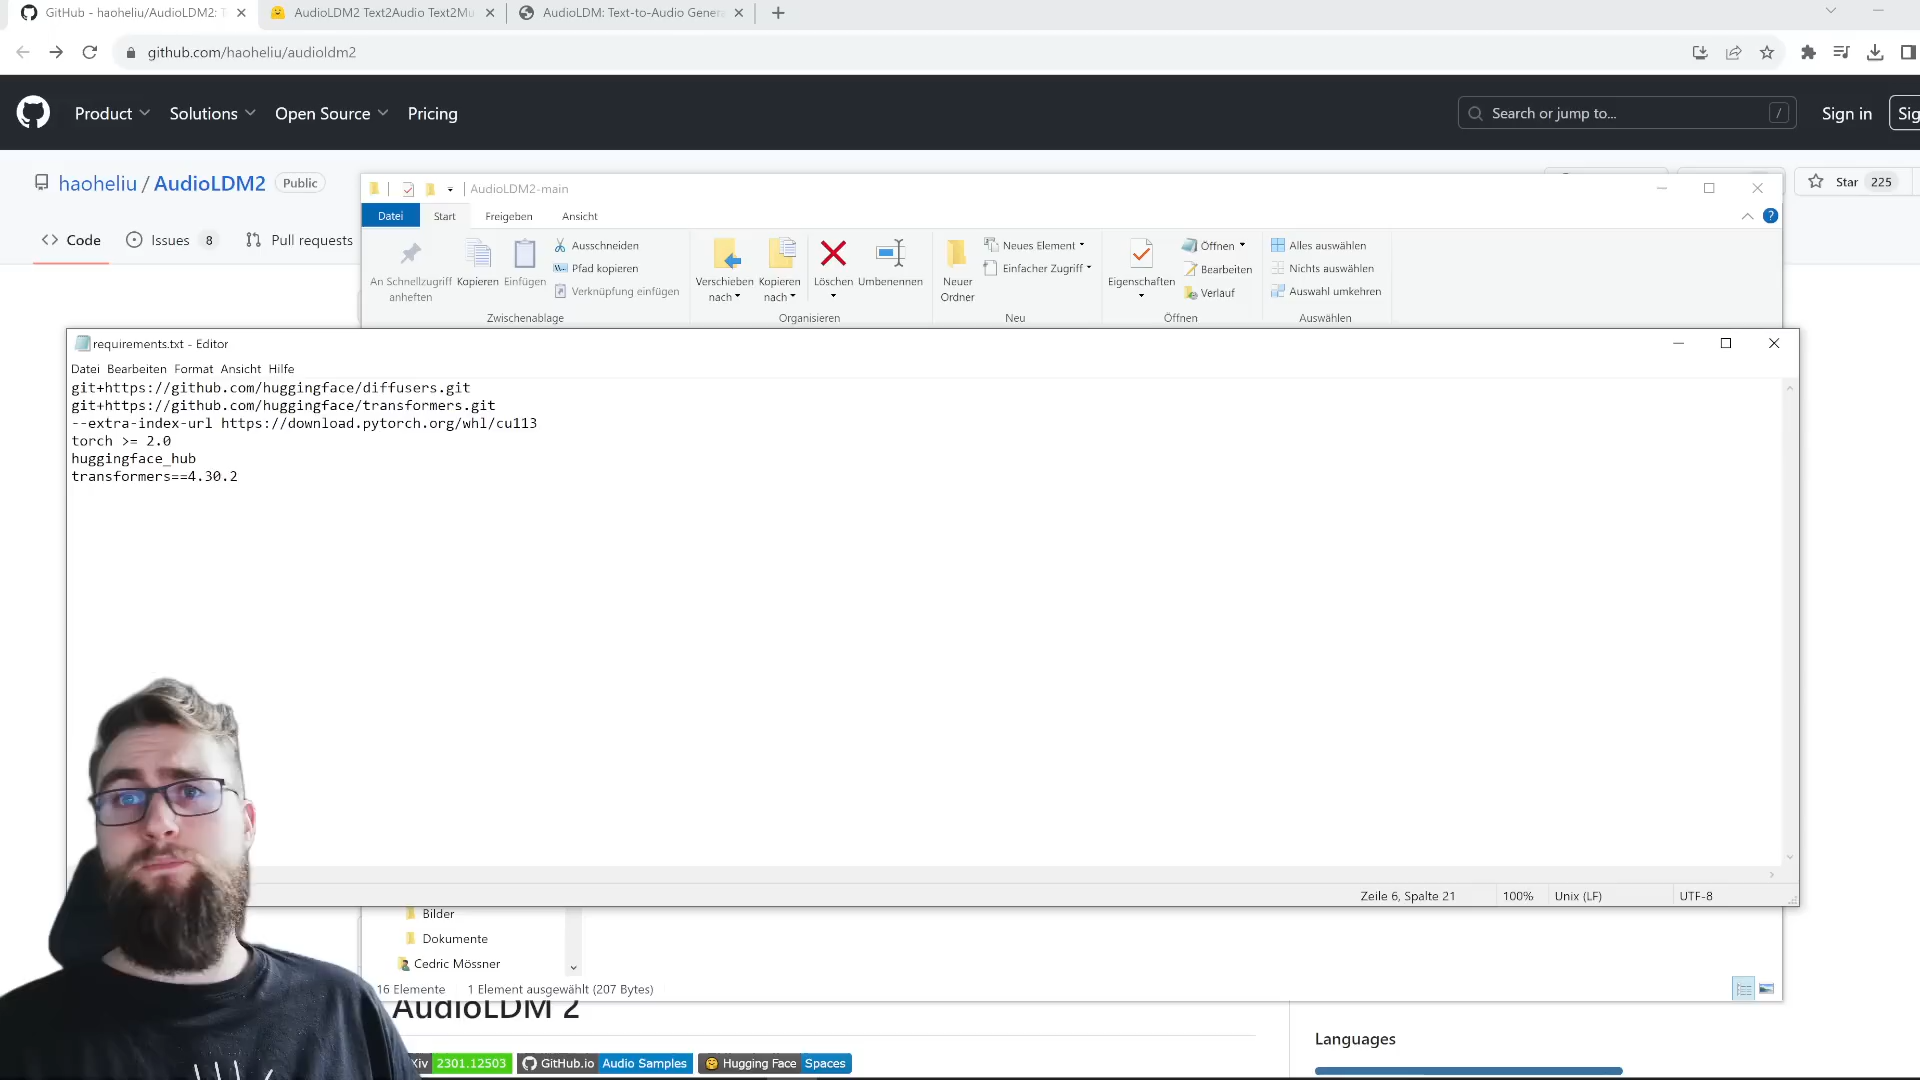 GitHub - haoheliu/AudioLDM2: T
AudioLDM2 Text2Audio Text2Mu
AudioLDM: Text-to-Audio Genera
github.com/haoheliu/audioldm2
Product
Solutions
Open Source
Pricing
Search or jump to...
/
Sign in
Sig
haoheliu / AudioLDM2
Public
Star 225
Code
Issues 8
Pull requests
AudioLDM2-main
Datei
Start
Freigeben
Ansicht
An Schnellzugriff
anheften
Kopieren
Einfügen
Ausschneiden
Pfad kopieren
Verknüpfung einfügen
Zwischenablage
Verschieben
nach
Kopieren
nach
Löschen
Umbenennen
Organisieren
Neuer
Ordner
Neues Element
Einfacher Zugriff
Neu
Eigenschaften
Öffnen
Bearbeiten
Verlauf
Öffnen
Alles auswählen
Nichts auswählen
Auswahl umkehren
Auswählen
requirements.txt - Editor
Datei Bearbeiten Format Ansicht Hilfe
git+https://github.com/huggingface/diffusers.git
git+https://github.com/huggingface/transformers.git
--extra-index-url https://download.pytorch.org/whl/cu113
torch >= 2.0
huggingface_hub
transformers==4.30.2
Zeile 6, Spalte 21
100%
Unix (LF)
UTF-8
Bilder
Dokumente
Cedric Mössner
16 Elemente
1 Element ausgewählt (207 Bytes)
AudioLDM 2
Xiv 2301.12503
GitHub.io Audio Samples
Hugging Face Spaces
Languages